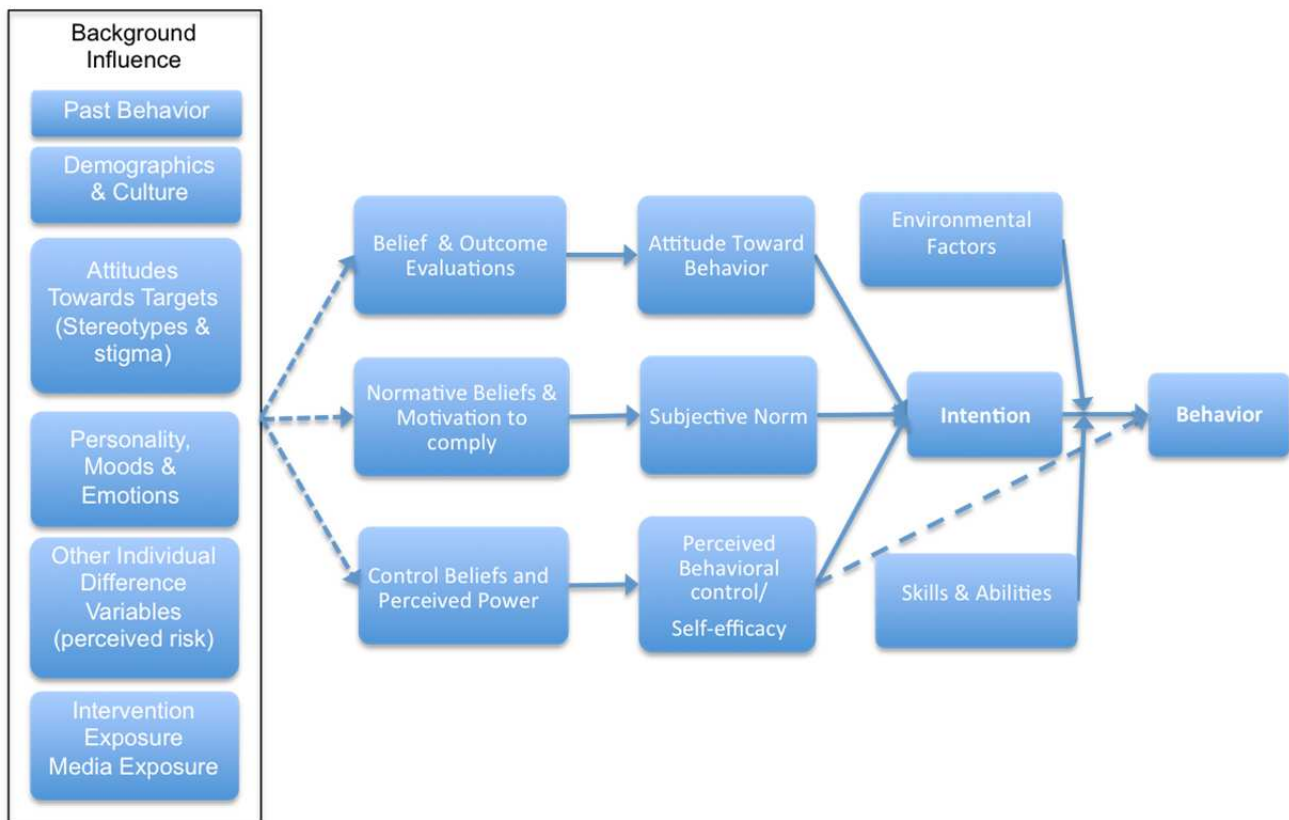 Background
Influence
Past Behavior
Demographics
& Culture
Attitudes
Towards Targets
(Stereotypes &
stigma)
Personality,
Moods &
Emotions
Other Individual
Difference
Variables
(perceived risk)
Intervention
Exposure
Media Exposure
Belief & Outcome
Evaluations
Normative Beliefs &
Motivation to
comply
Control Beliefs and
Perceived Power
Attitude Toward
Behavior
Subjective Norm
Perceived
Behavioral
control/
Self-efficacy
Environmental
Factors
Intention
Skills & Abilities
Behavior